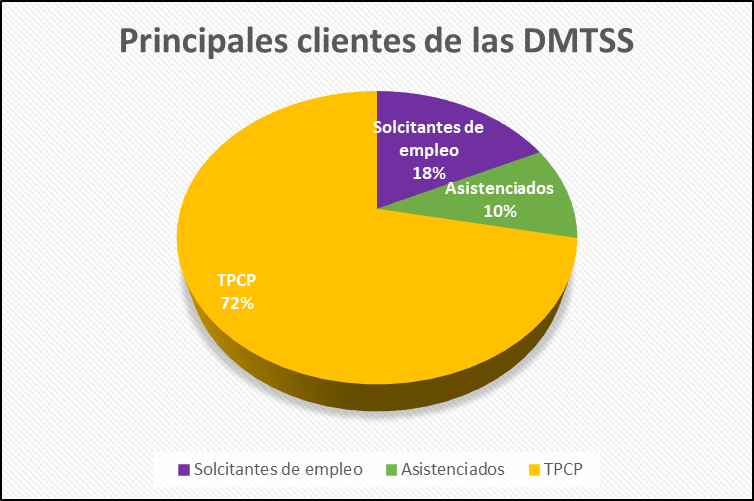 Principales clientes de las DMTSS
Solcitantes de
empleo
18%
Asistenciados
10%
TPCP
72%
Solcitantes de empleo
Asistenciados
TPCP